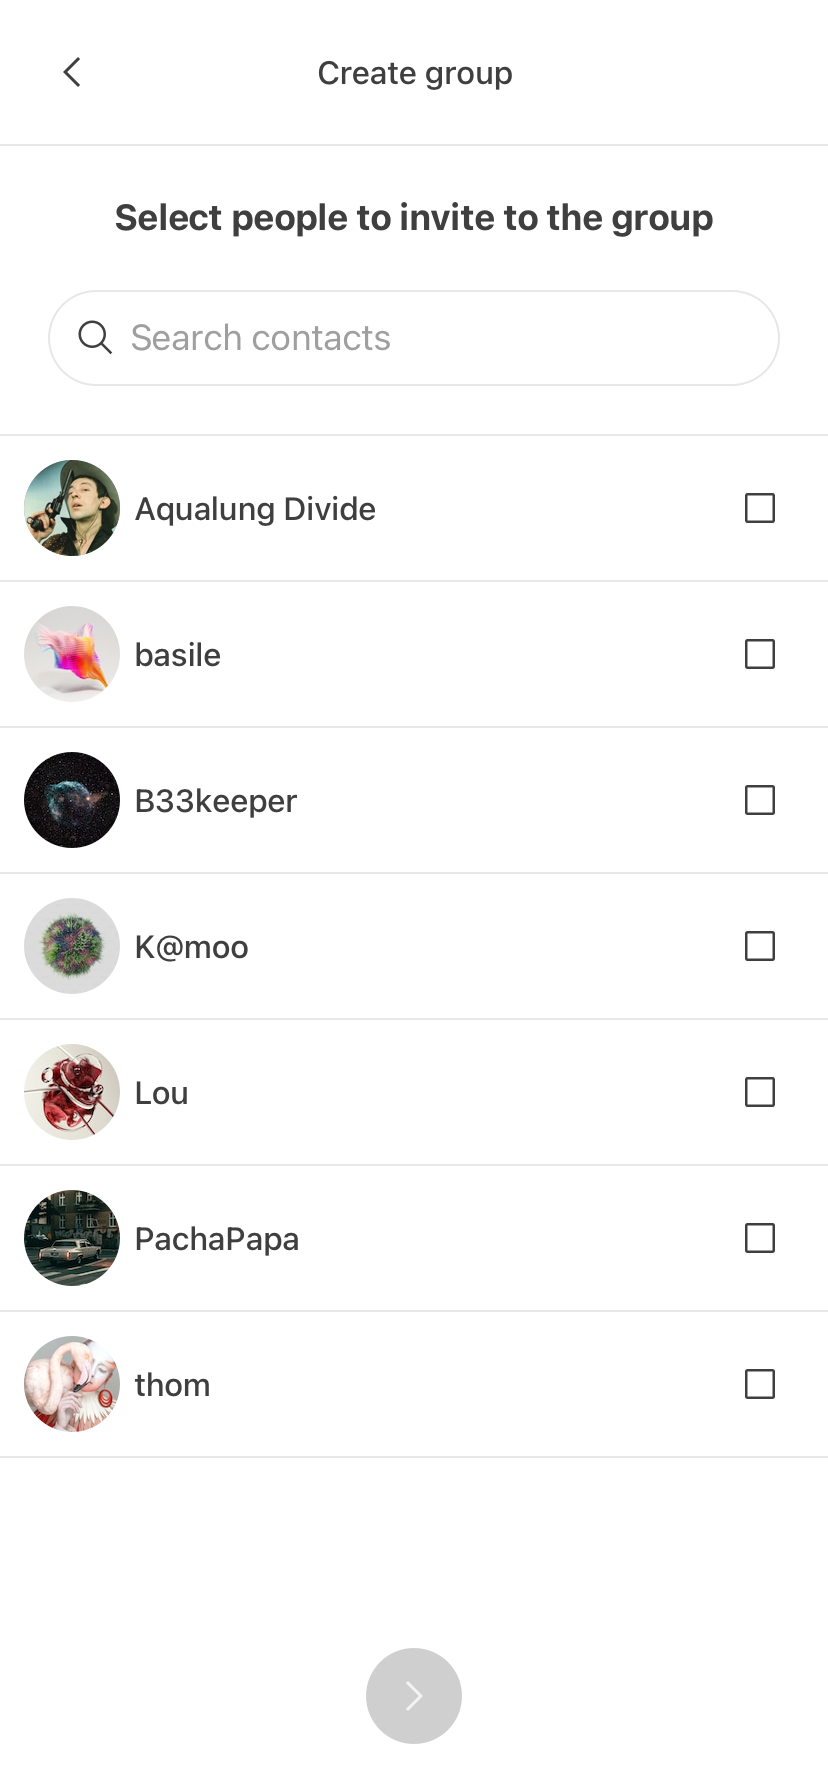 Create group
Select people to invite to the group
Search contacts
Aqualung Divide
basile
B33keeper
K@moo
Lou
PachaPapa
thom